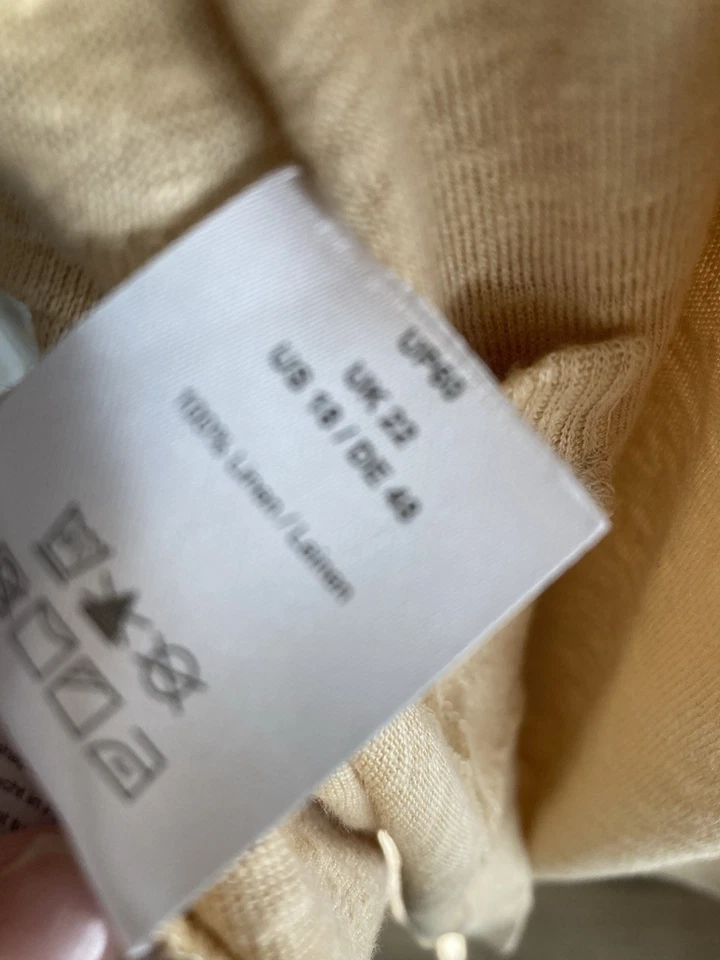 UK 22
US 18 / DE 48
100% Linen / Leinen